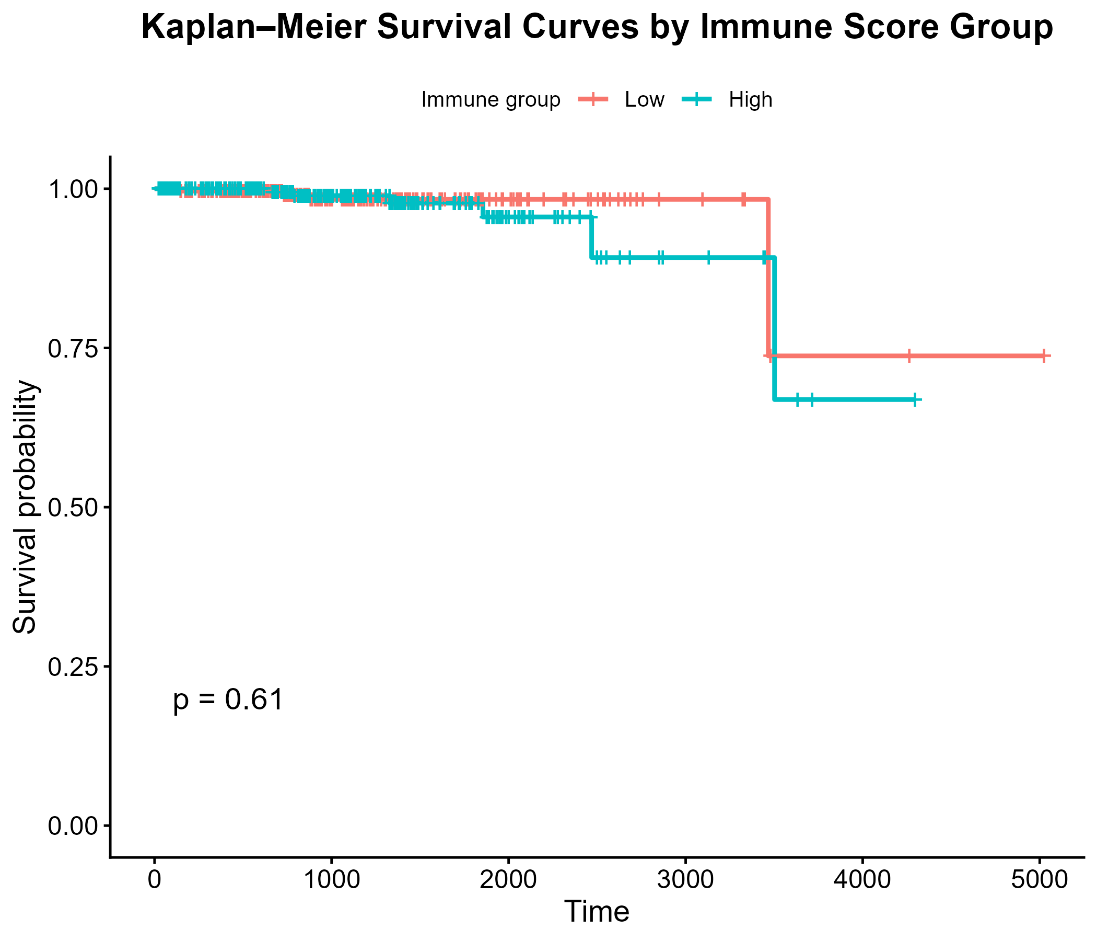 Kaplan–Meier Survival Curves by Immune Score Group
Immune group Low High
Survival probability
1.00
0.75
0.50
0.25
0.00
p = 0.61
0 1000 2000 3000 4000 5000
Time